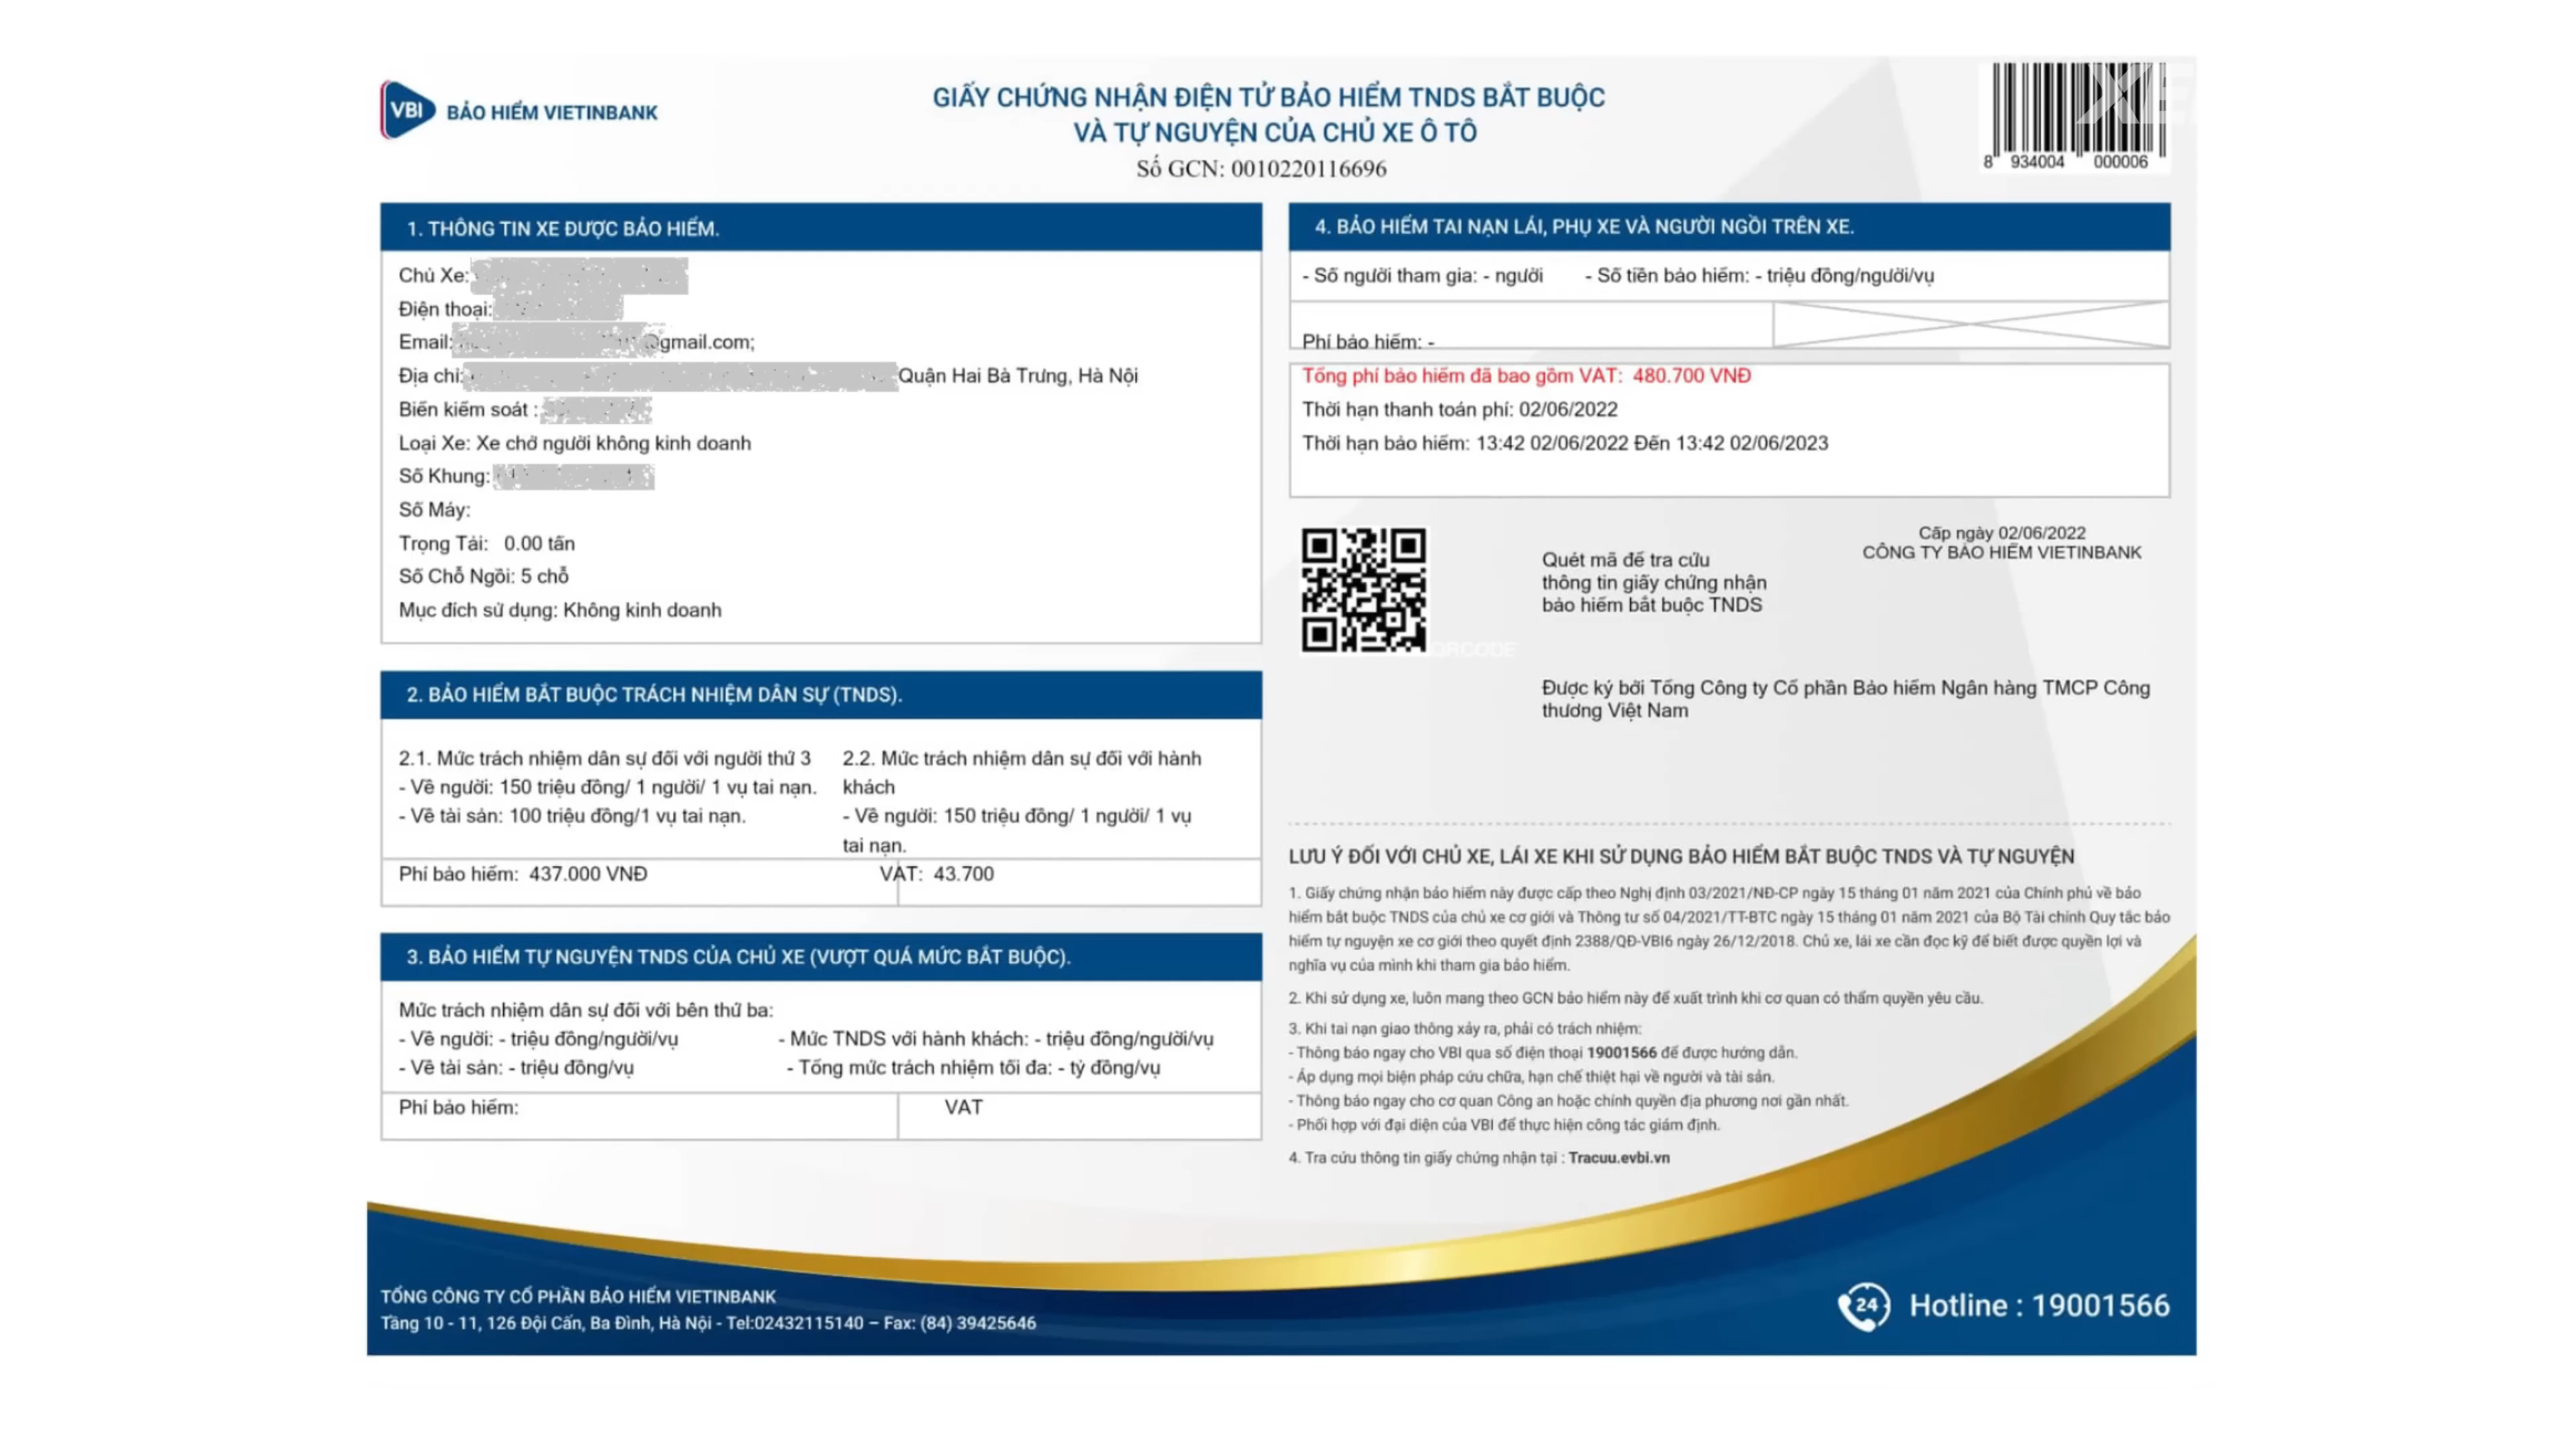 VBI BẢO HIỂM VIETINBANK
GIẤY CHỨNG NHẬN ĐIỆN TỬ BẢO HIỂM TNDS BẮT BUỘC
VÀ TỰ NGUYỆN CỦA CHỦ XE Ô TÔ
Số GCN: 0010220116696
8 934004 000006
1. THÔNG TIN XE ĐƯỢC BẢO HIỂM.
Chủ Xe:
Điện thoại:
Email: @gmail.com;
Địa chỉ: Quận Hai Bà Trưng, Hà Nội
Biển kiểm soát :
Loại Xe: Xe chở người không kinh doanh
Số Khung:
Số Máy:
Trọng Tải: 0.00 tấn
Số Chỗ Ngồi: 5 chỗ
Mục đích sử dụng: Không kinh doanh
2. BẢO HIỂM BẮT BUỘC TRÁCH NHIỆM DÂN SỰ (TNDS).
2.1. Mức trách nhiệm dân sự đối với người thứ 3
- Về người: 150 triệu đồng/ 1 người/ 1 vụ tai nạn.
- Về tài sản: 100 triệu đồng/1 vụ tai nạn.
2.2. Mức trách nhiệm dân sự đối với hành
khách
- Về người: 150 triệu đồng/ 1 người/ 1 vụ
tai nạn.
Phí bảo hiểm: 437.000 VNĐ VAT: 43.700
3. BẢO HIỂM TỰ NGUYỆN TNDS CỦA CHỦ XE (VƯỢT QUÁ MỨC BẮT BUỘC).
Mức trách nhiệm dân sự đối với bên thứ ba:
- Về người: - triệu đồng/người/vụ - Mức TNDS với hành khách: - triệu đồng/người/vụ
- Về tài sản: - triệu đồng/vụ - Tổng mức trách nhiệm tối đa: - tỷ đồng/vụ
Phí bảo hiểm: VAT
4. BẢO HIỂM TAI NẠN LÁI, PHỤ XE VÀ NGƯỜI NGỒI TRÊN XE.
- Số người tham gia: - người - Số tiền bảo hiểm: - triệu đồng/người/vụ
Phí bảo hiểm: -
Tổng phí bảo hiểm đã bao gồm VAT: 480.700 VNĐ
Thời hạn thanh toán phí: 02/06/2022
Thời hạn bảo hiểm: 13:42 02/06/2022 Đến 13:42 02/06/2023
QRCODE
Quét mã để tra cứu
thông tin giấy chứng nhận
bảo hiểm bắt buộc TNDS
Cấp ngày 02/06/2022
CÔNG TY BẢO HIỂM VIETINBANK
Được ký bởi Tổng Công ty Cổ phần Bảo hiểm Ngân hàng TMCP Công
thương Việt Nam
LƯU Ý ĐỐI VỚI CHỦ XE, LÁI XE KHI SỬ DỤNG BẢO HIỂM BẮT BUỘC TNDS VÀ TỰ NGUYỆN
1. Giấy chứng nhận bảo hiểm này được cấp theo Nghị định 03/2021/NĐ-CP ngày 15 tháng 01 năm 2021 của Chính phủ về bảo
hiểm bắt buộc TNDS của chủ xe cơ giới và Thông tư số 04/2021/TT-BTC ngày 15 tháng 01 năm 2021 của Bộ Tài chính Quy tắc bảo
hiểm tự nguyện xe cơ giới theo quyết định 2388/QĐ-VBI6 ngày 26/12/2018. Chủ xe, lái xe cần đọc kỹ để biết được quyền lợi và
nghĩa vụ của mình khi tham gia bảo hiểm.
2. Khi sử dụng xe, luôn mang theo GCN bảo hiểm này để xuất trình khi cơ quan có thẩm quyền yêu cầu.
3. Khi tai nạn giao thông xảy ra, phải có trách nhiệm:
- Thông báo ngay cho VBI qua số điện thoại 19001566 để được hướng dẫn.
- Áp dụng mọi biện pháp cứu chữa, hạn chế thiệt hại về người và tài sản.
- Thông báo ngay cho cơ quan Công an hoặc chính quyền địa phương nơi gần nhất.
- Phối hợp với đại diện của VBI để thực hiện công tác giám định.
4. Tra cứu thông tin giấy chứng nhận tại : Tracuu.evbi.vn
TỔNG CÔNG TY CỔ PHẦN BẢO HIỂM VIETINBANK
Tầng 10 - 11, 126 Đội Cấn, Ba Đình, Hà Nội - Tel:02432115140 – Fax: (84) 39425646
24 Hotline : 19001566